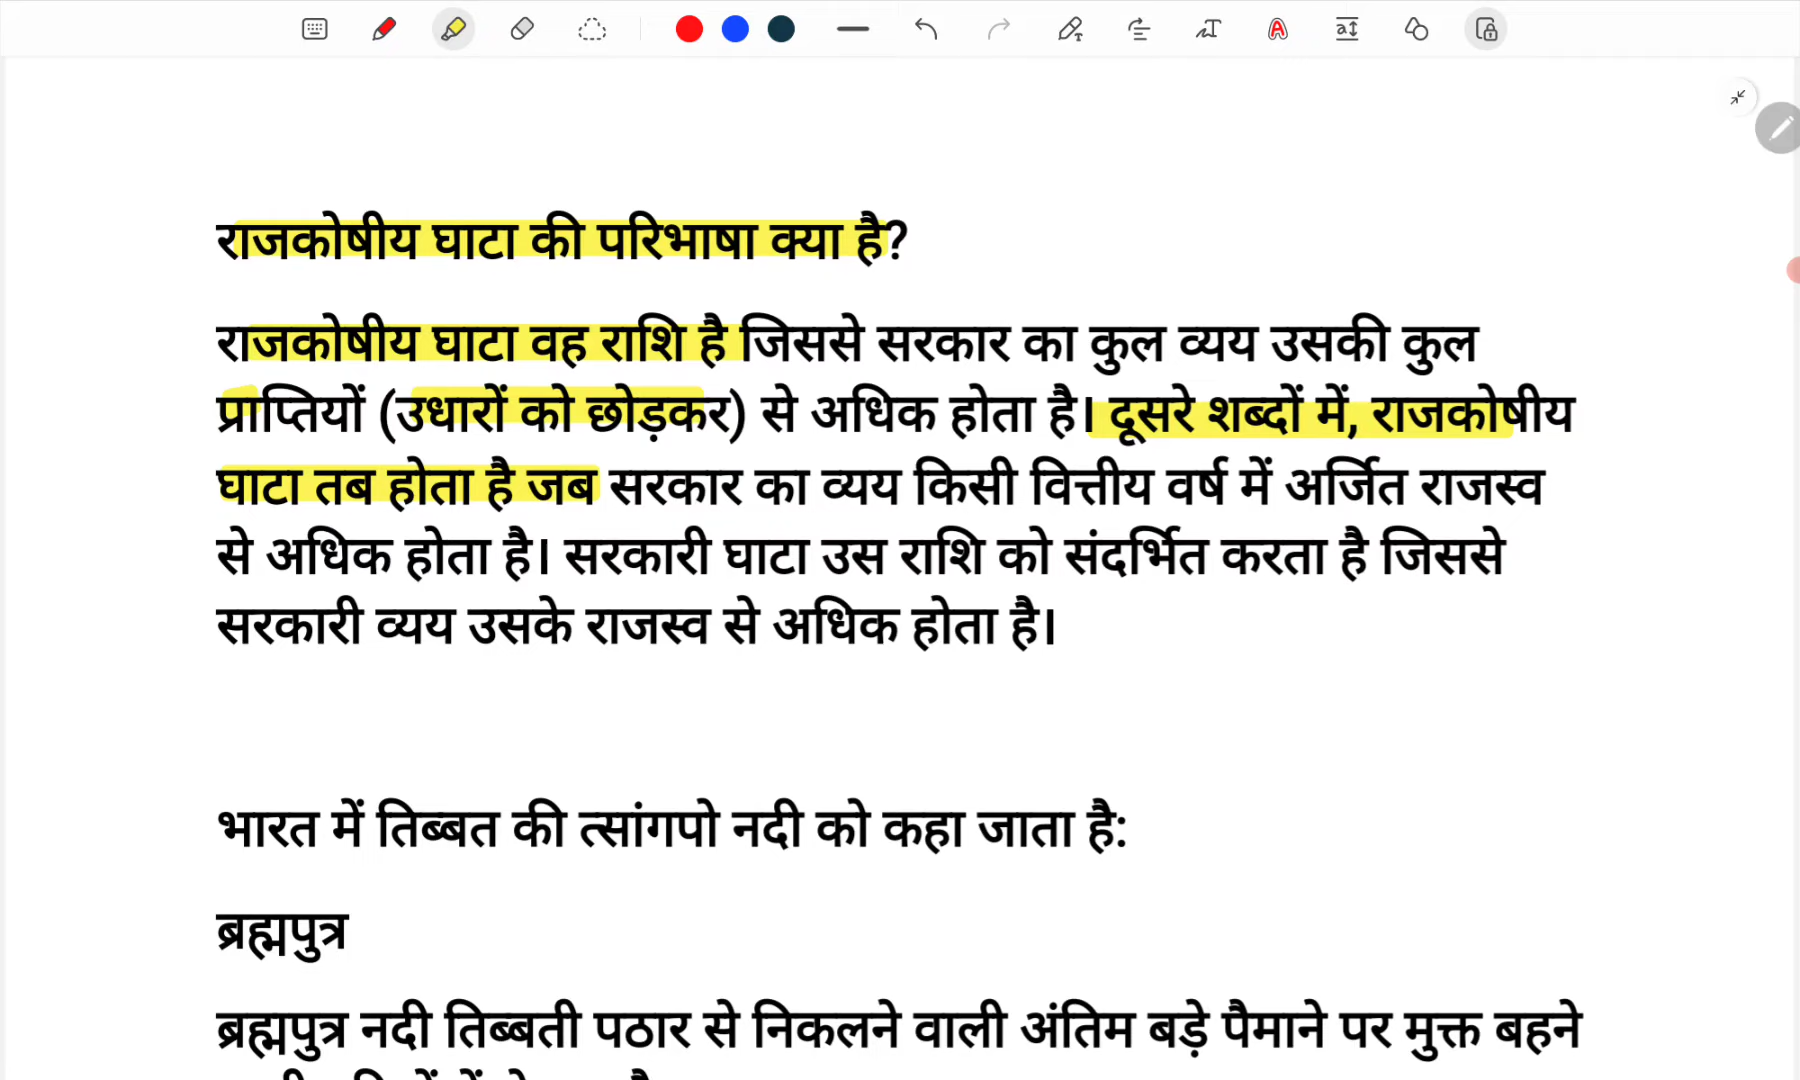 राजकोषीय घाटा की परिभाषा क्या है?
राजकोषीय घाटा वह राशि है जिससे सरकार का कुल व्यय उसकी कुल
प्राप्तियों (उधारों को छोड़कर) से अधिक होता है। दूसरे शब्दों में, राजकोषीय
घाटा तब होता है जब सरकार का व्यय किसी वित्तीय वर्ष में अर्जित राजस्व
से अधिक होता है। सरकारी घाटा उस राशि को संदर्भित करता है जिससे
सरकारी व्यय उसके राजस्व से अधिक होता है।
भारत में तिब्बत की त्सांगपो नदी को कहा जाता है:
ब्रह्मपुत्र
ब्रह्मपुत्र नदी तिब्बती पठार से निकलने वाली अंतिम बड़े पैमाने पर मुक्त बहने